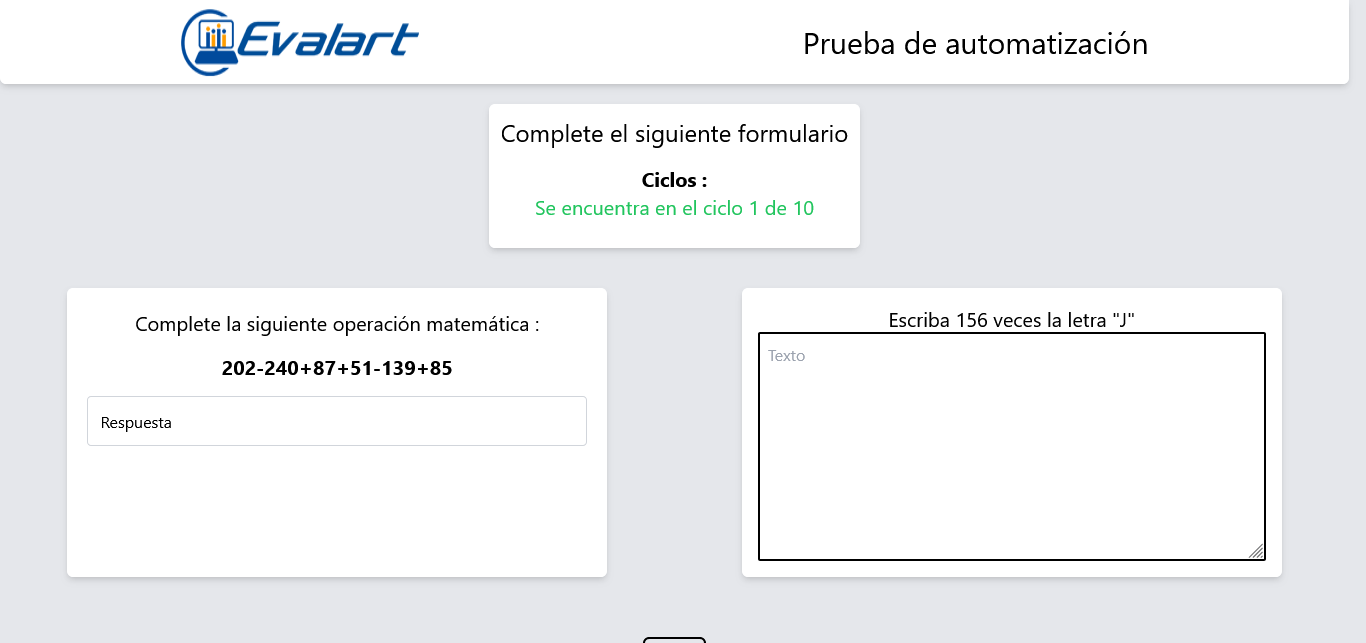 Evalart
Prueba de automatización
Complete el siguiente formulario
Ciclos :
Se encuentra en el ciclo 1 de 10
Complete la siguiente operación matemática :
202-240+87+51-139+85
Respuesta
Escriba 156 veces la letra "J"
Texto